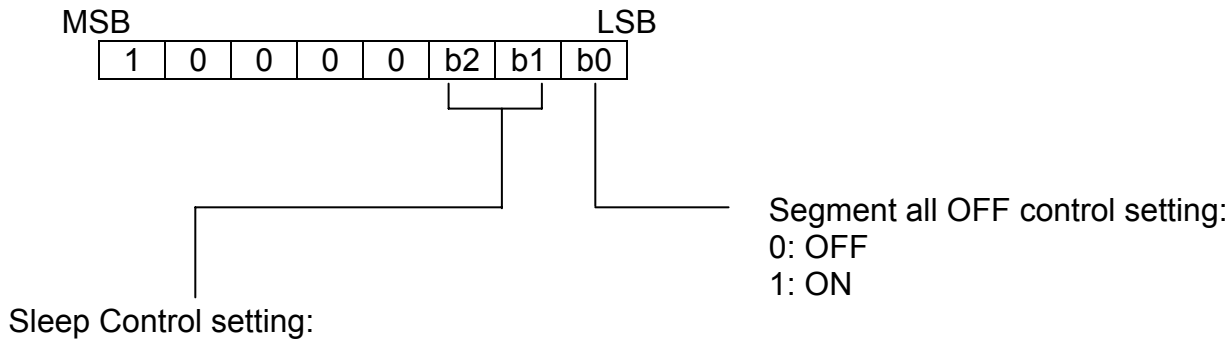 MSB LSB
1 0 0 0 0 b2 b1 b0
Segment all OFF control setting:
0: OFF
1: ON
Sleep Control setting: